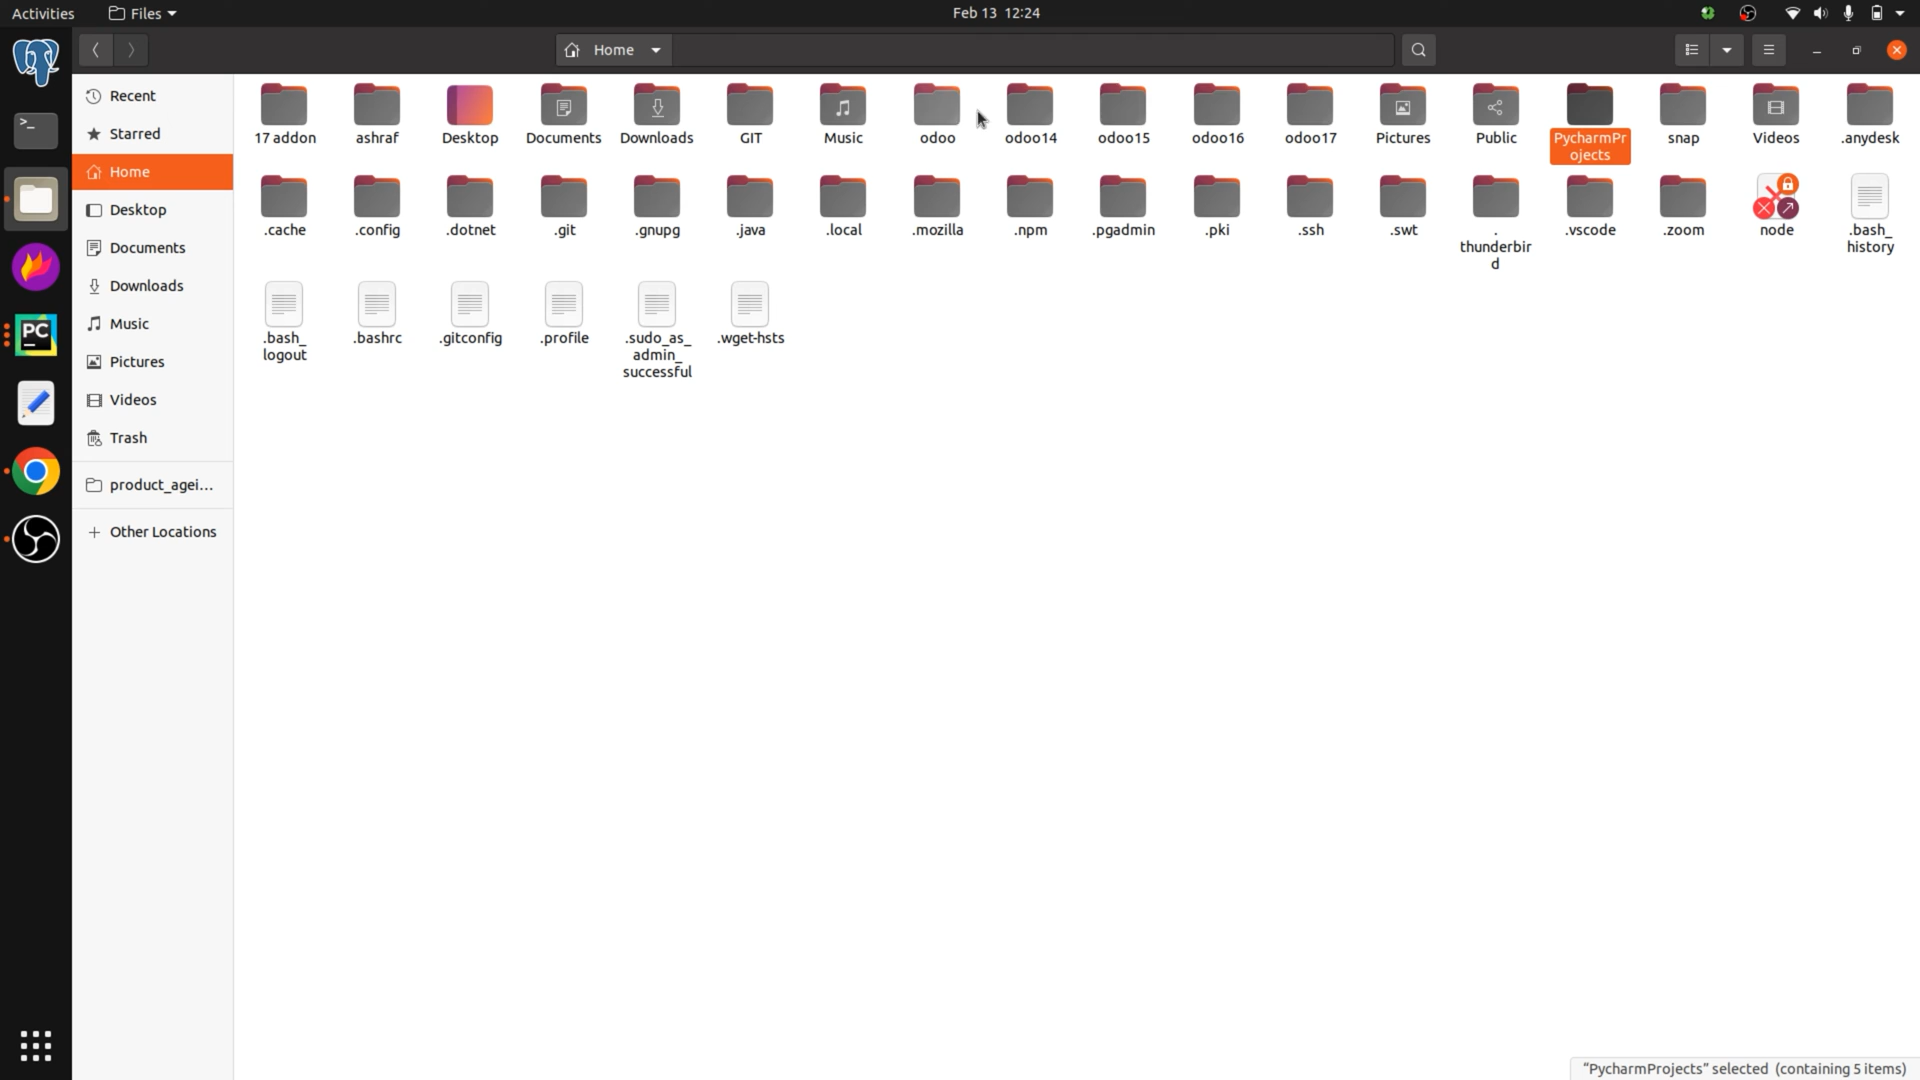 Activities
Files
Feb 13 12:24
Home
Recent
Starred
Home
Desktop
Documents
Downloads
Music
Pictures
Videos
Trash
product_agei...
Other Locations
17 addon
ashraf
Desktop
Documents
Downloads
GIT
Music
odoo
odoo14
odoo15
odoo16
odoo17
Pictures
Public
PycharmPr
ojects
snap
Videos
.anydesk
.cache
.config
.dotnet
.git
.gnupg
.java
.local
.mozilla
.npm
.pgadmin
.pki
.ssh
.swt
.
thunderbir
d
.vscode
.zoom
node
.bash_
history
.bash_
logout
.bashrc
.gitconfig
.profile
.sudo_as_
admin_
successful
.wget-hsts
>_
PC
"PycharmProjects" selected (containing 5 items)